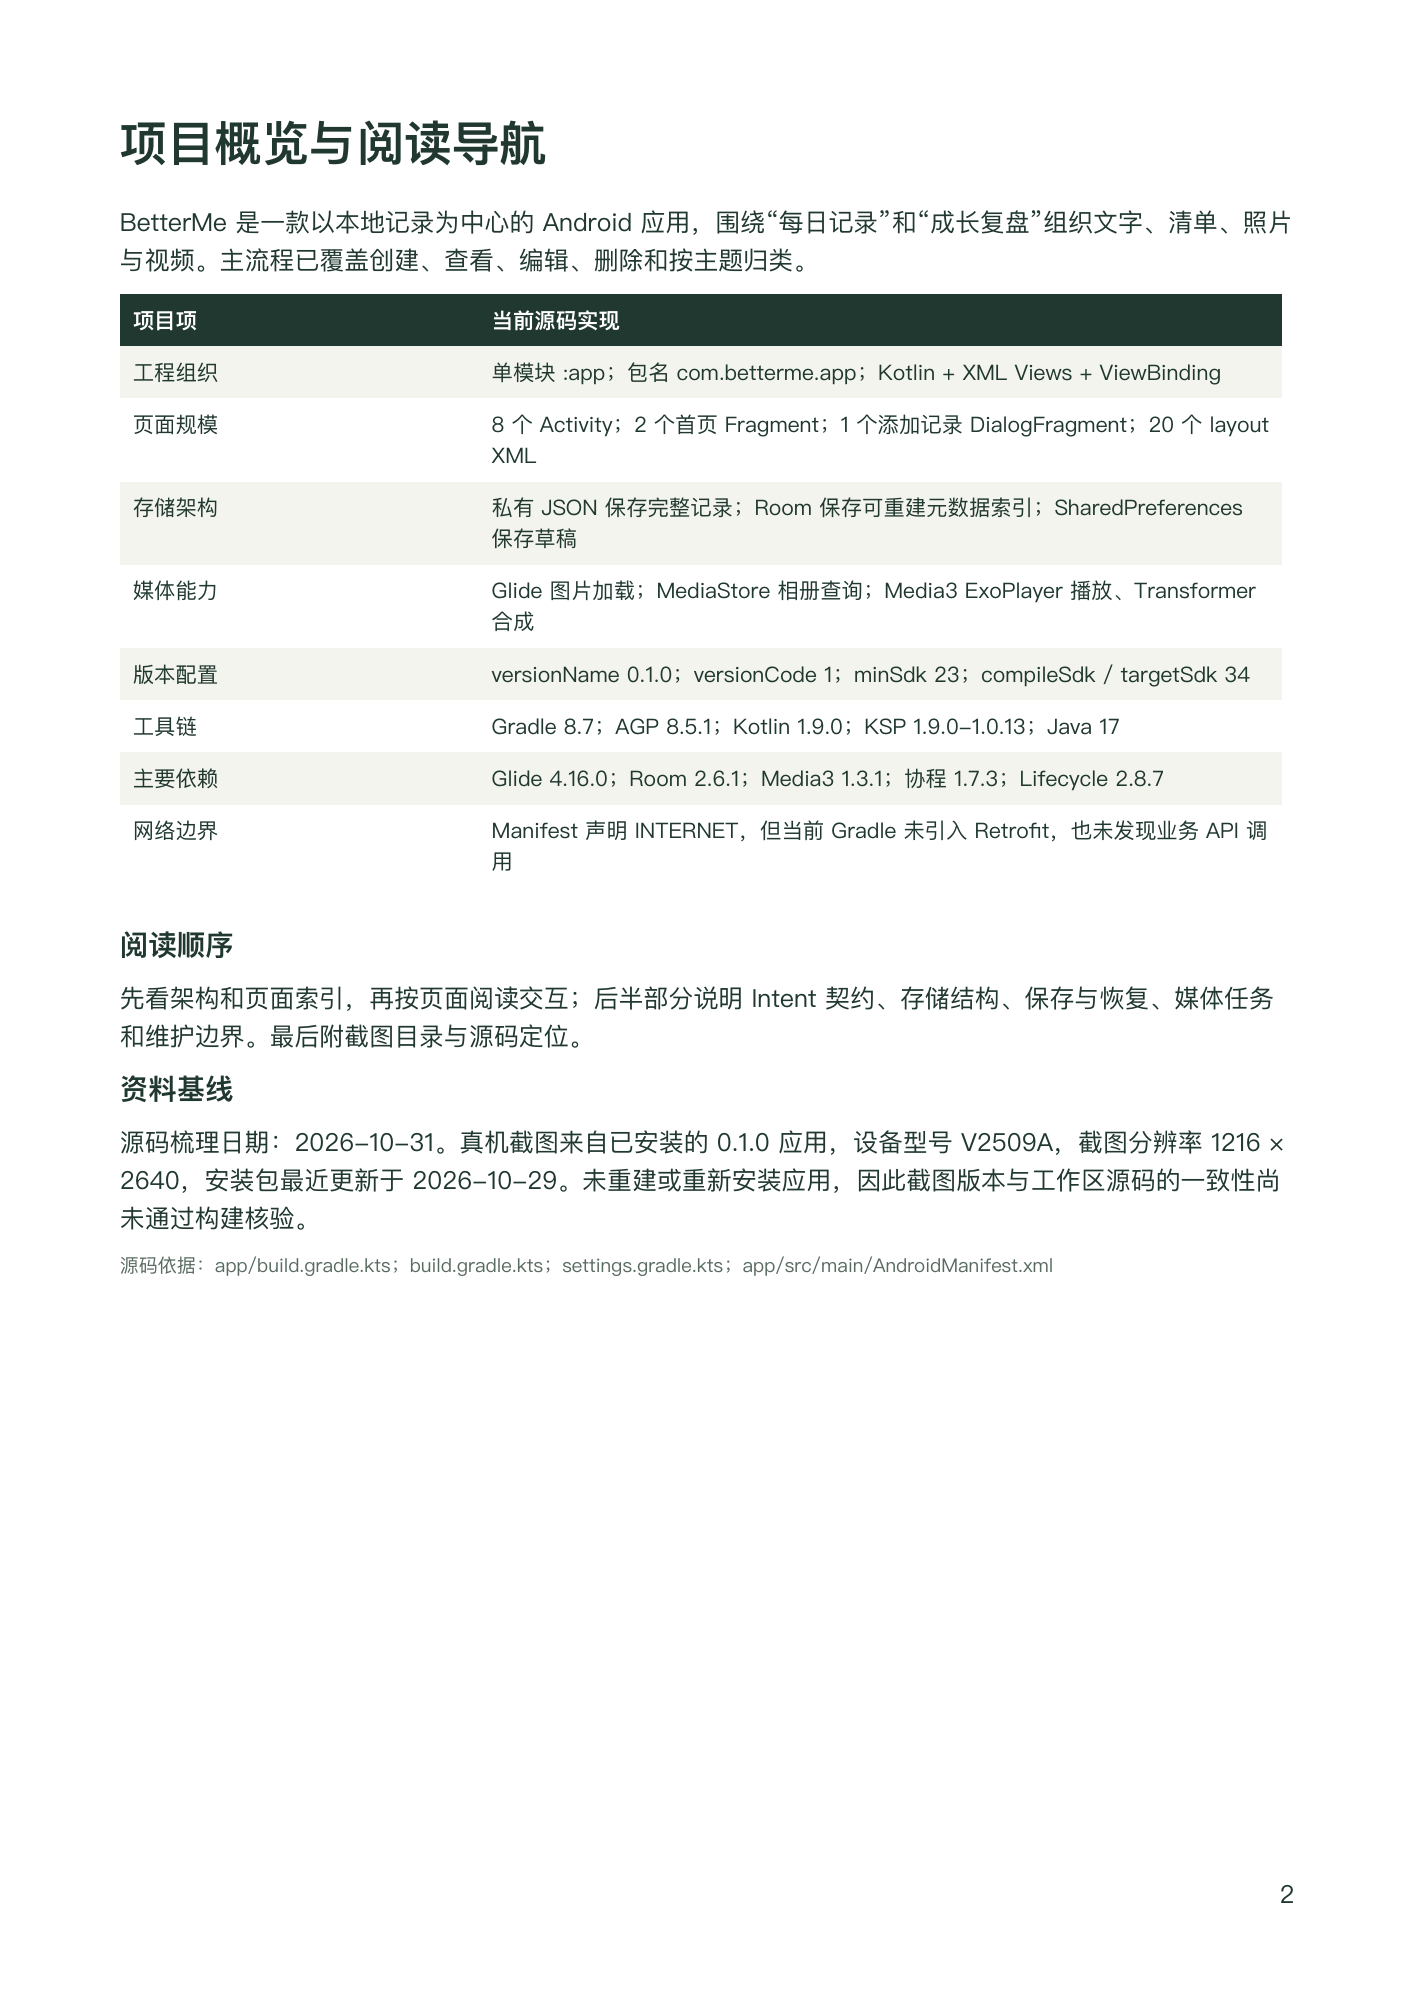 项目概览与阅读导航
BetterMe 是一款以本地记录为中心的 Android 应用，围绕“每日记录”和“成长复盘”组织文字、清单、照片
与视频。主流程已覆盖创建、查看、编辑、删除和按主题归类。
项目项 当前源码实现
工程组织 单模块 :app；包名 com.betterme.app；Kotlin + XML Views + ViewBinding
页面规模 8 个 Activity；2 个首页 Fragment；1 个添加记录 DialogFragment；20 个 layout
XML
存储架构 私有 JSON 保存完整记录；Room 保存可重建元数据索引；SharedPreferences
保存草稿
媒体能力 Glide 图片加载；MediaStore 相册查询；Media3 ExoPlayer 播放、Transformer
合成
版本配置 versionName 0.1.0；versionCode 1；minSdk 23；compileSdk / targetSdk 34
工具链 Gradle 8.7；AGP 8.5.1；Kotlin 1.9.0；KSP 1.9.0–1.0.13；Java 17
主要依赖 Glide 4.16.0；Room 2.6.1；Media3 1.3.1；协程 1.7.3；Lifecycle 2.8.7
网络边界 Manifest 声明 INTERNET，但当前 Gradle 未引入 Retrofit，也未发现业务 API 调
用
阅读顺序
先看架构和页面索引，再按页面阅读交互；后半部分说明 Intent 契约、存储结构、保存与恢复、媒体任务
和维护边界。最后附截图目录与源码定位。
资料基线
源码梳理日期：2026–10–31。真机截图来自已安装的 0.1.0 应用，设备型号 V2509A，截图分辨率 1216 ×
2640，安装包最近更新于 2026–10–29。未重建或重新安装应用，因此截图版本与工作区源码的一致性尚
未通过构建核验。
源码依据：app/build.gradle.kts；build.gradle.kts；settings.gradle.kts；app/src/main/AndroidManifest.xml
2